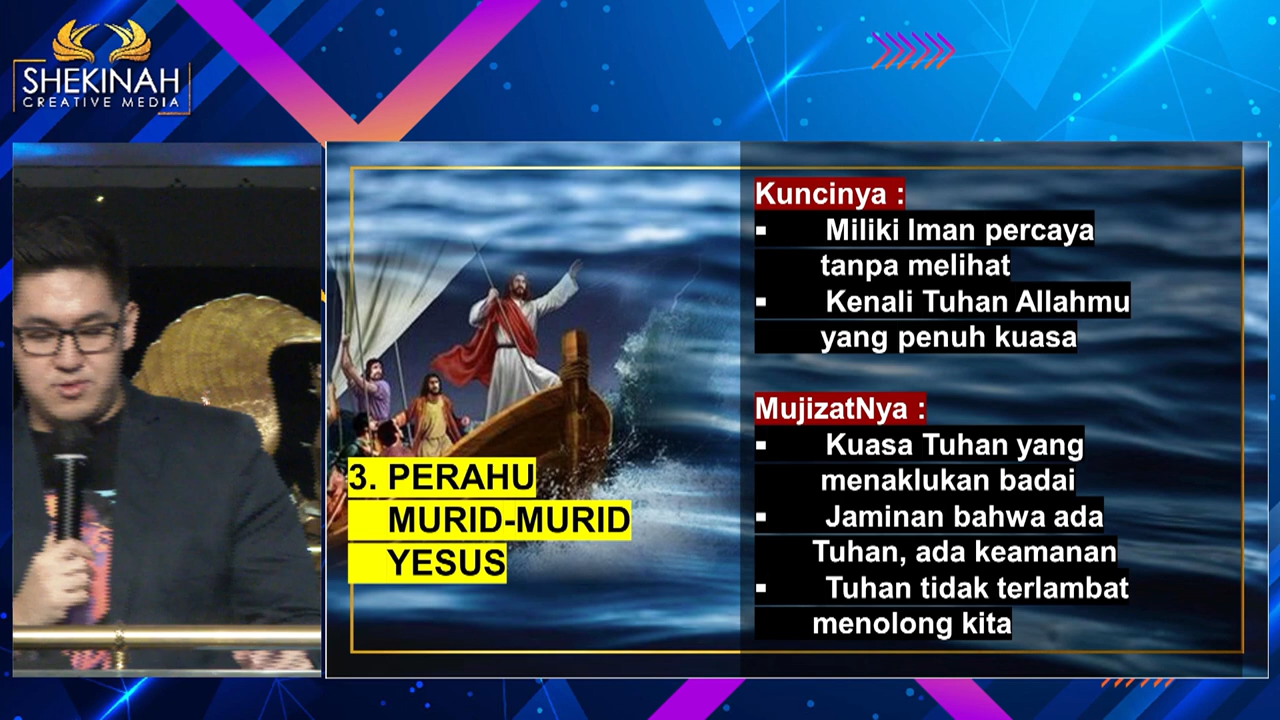 SHEKINAH
CREATIVE MEDIA
3. PERAHU
MURID-MURID
YESUS
Kuncinya :
▪ Miliki Iman percaya
tanpa melihat
▪ Kenali Tuhan Allahmu
yang penuh kuasa
MujizatNya :
▪ Kuasa Tuhan yang
menaklukan badai
▪ Jaminan bahwa ada
Tuhan, ada keamanan
▪ Tuhan tidak terlambat
menolong kita